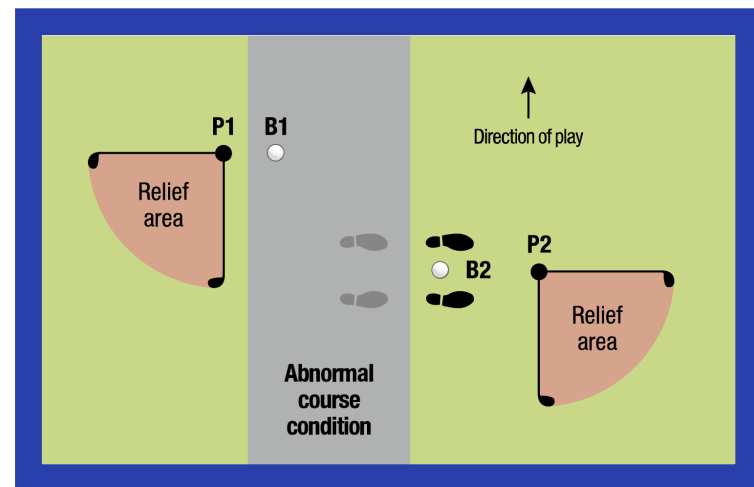 P1
B1
Direction of play
Relief
area
P2
B2
Relief
area
Abnormal
course
condition